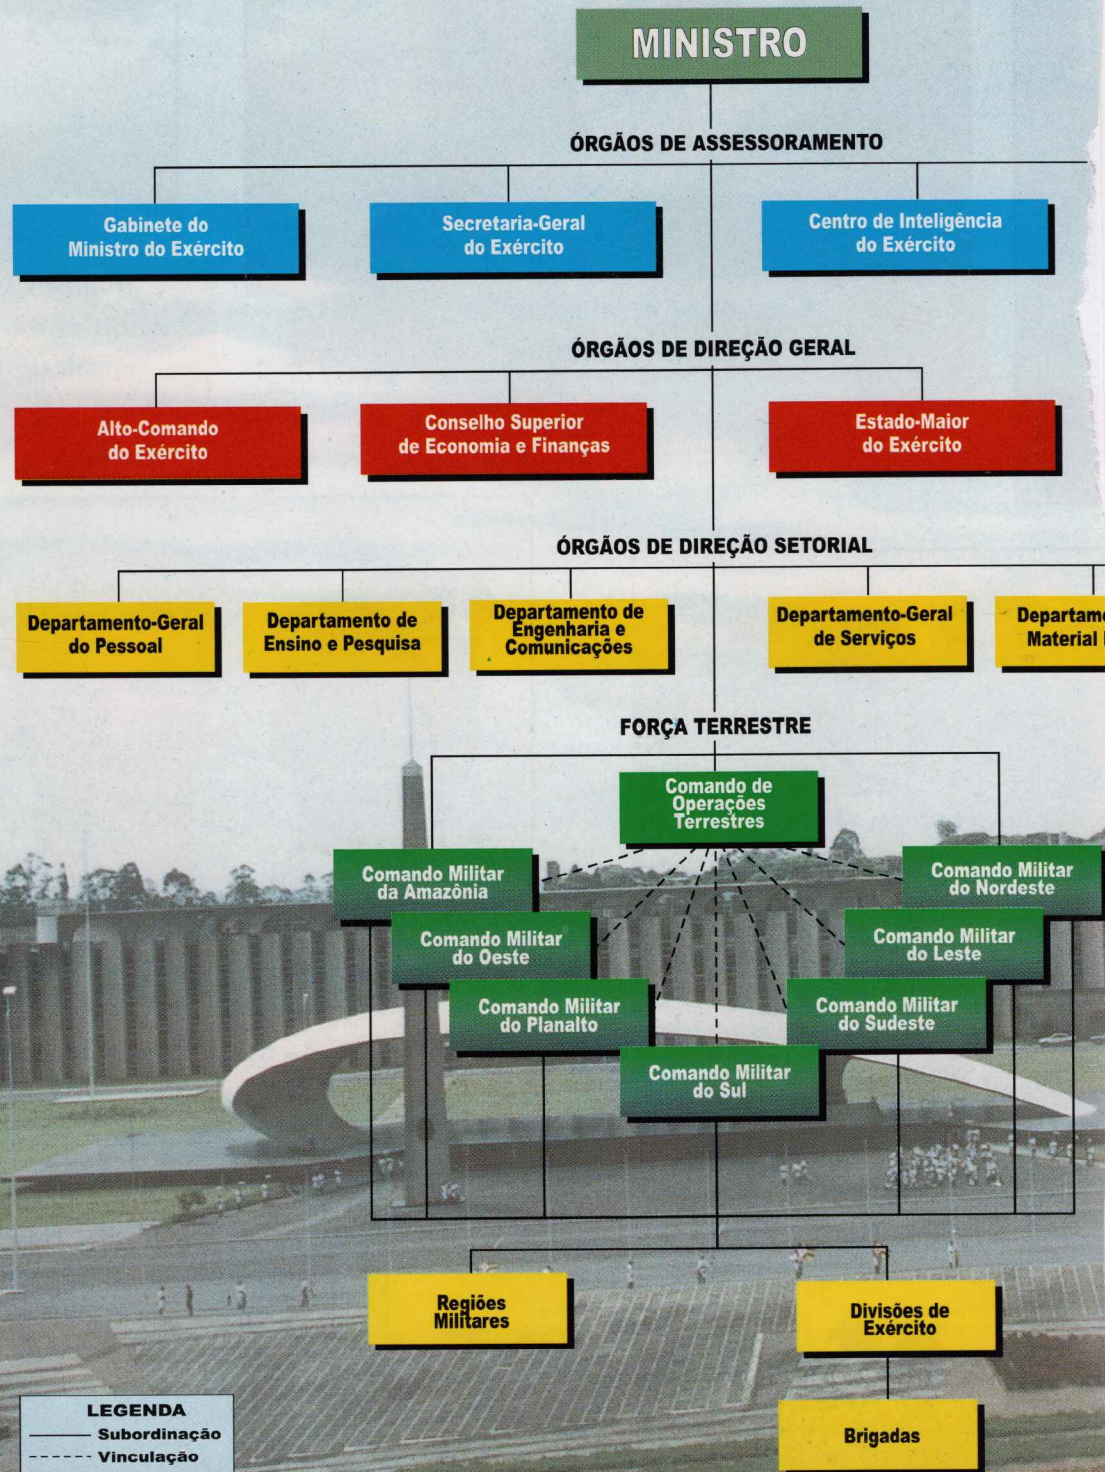 MINISTRO
ÓRGÃOS DE ASSESSORAMENTO
Gabinete do
Ministro do Exército
Secretaria-Geral
do Exército
Centro de Inteligência
do Exército
ÓRGÃOS DE DIREÇÃO GERAL
Alto-Comando
do Exército
Conselho Superior
de Economia e Finanças
Estado-Maior
do Exército
ÓRGÃOS DE DIREÇÃO SETORIAL
Departamento-Geral
do Pessoal
Departamento de
Ensino e Pesquisa
Departamento de
Engenharia e
Comunicações
Departamento-Geral
de Serviços
Material
FORÇA TERRESTRE
Comando de
Operações
Terrestres
Comando Militar
da Amazônia
Comando Militar
do Nordeste
Comando Militar
do Oeste
Comando Militar
do Leste
Comando Militar
do Planalto
Comando Militar
do Sudeste
Comando Militar
do Sul
Regiões
Militares
Divisões de
Exército
Brigadas
LEGENDA
Subordinação
Vinculação